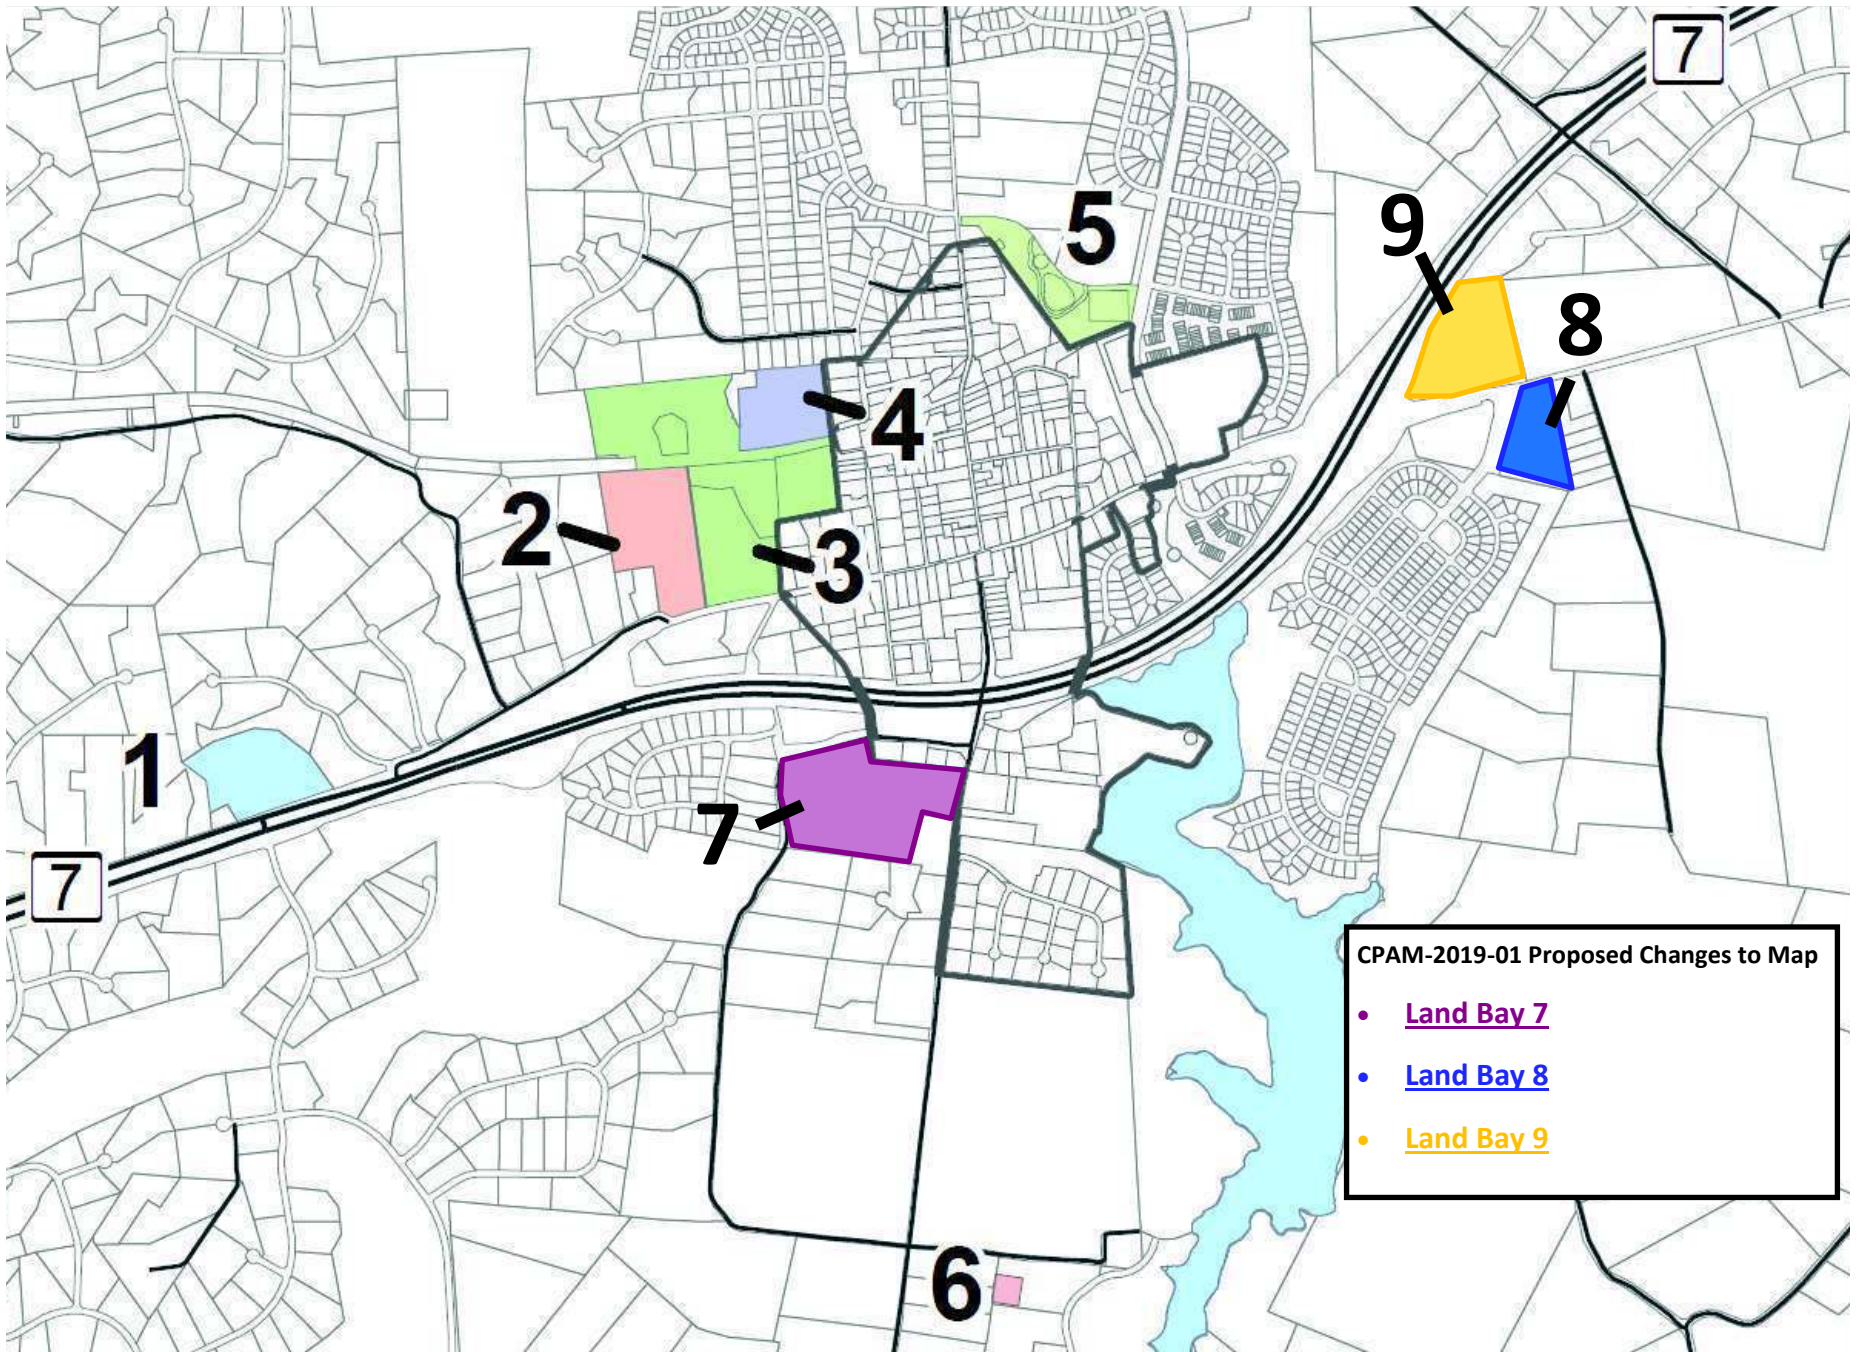 7
5
9
8
4
2
3
1
7
7
6
CPAM-2019-01 Proposed Changes to Map
• Land Bay 7
• Land Bay 8
• Land Bay 9